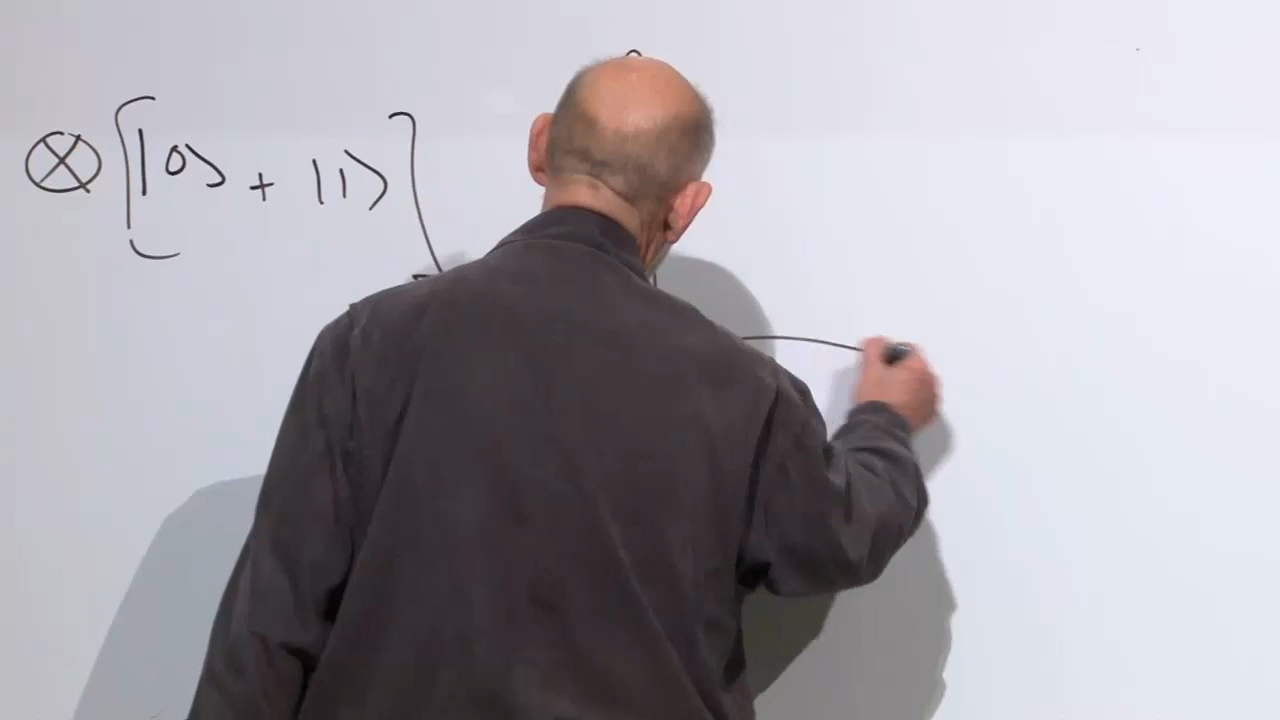 ⊗ [|0⟩ + |1⟩]